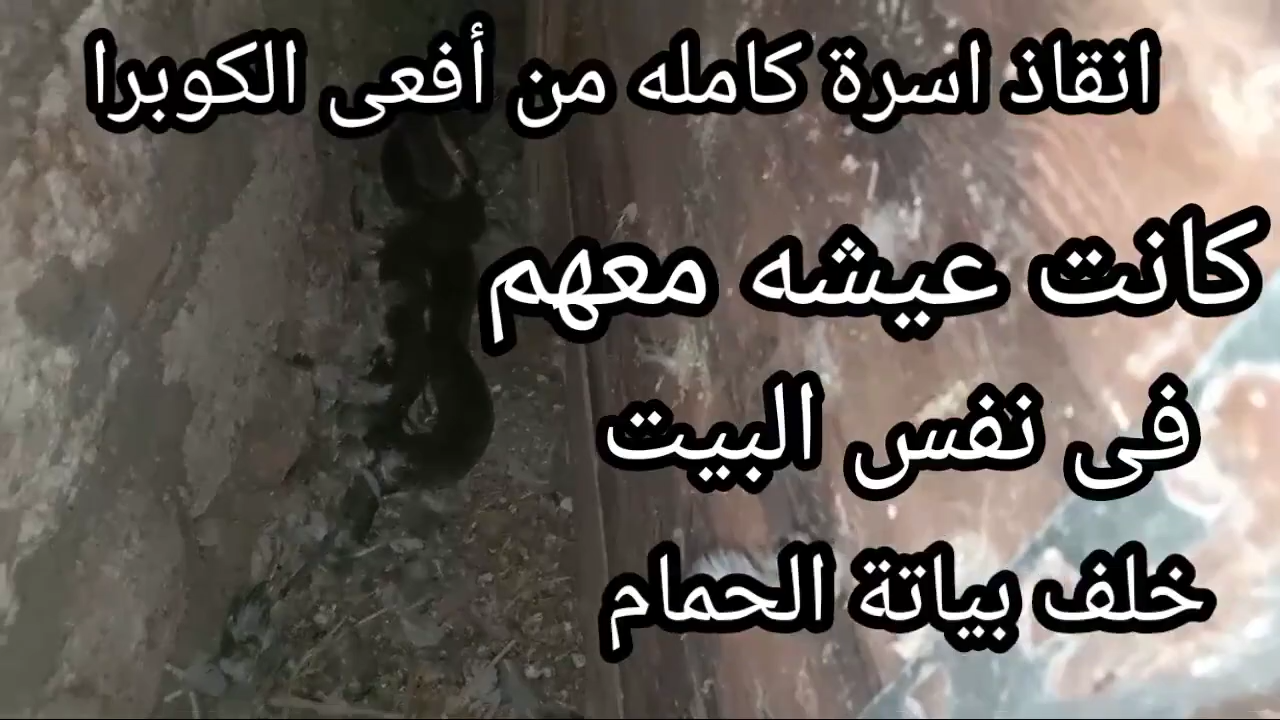 انقاذ اسرة كامله من أفعى الكوبرا
كانت عيشه معهم
فى نفس البيت
خلف بياتة الحمام